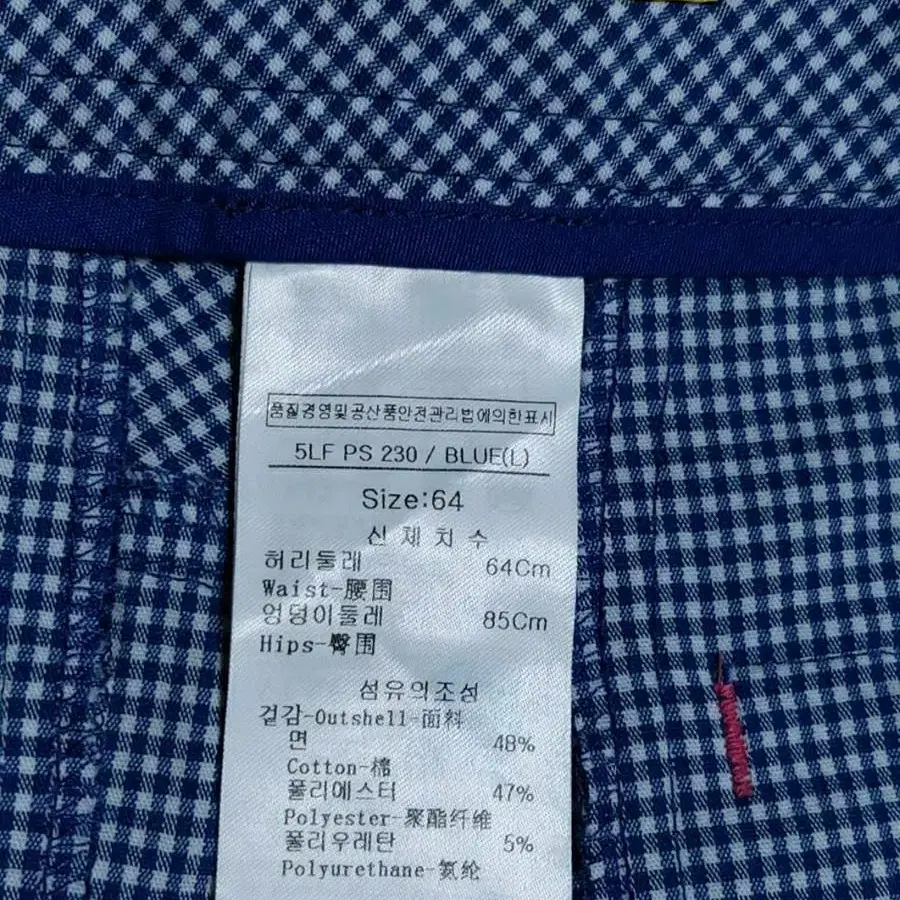 품질경영및공산품안전관리법에의한표시
5LF PS 230 / BLUE(L)
Size:64
신 체 치 수
허리둘레 64Cm
Waist-腰围
엉덩이둘레 85Cm
Hips-臀围
섬유의조성
겉감-Outshell-面料
면 48%
Cotton-棉
폴리에스터 47%
Polyester-聚酯纤维
폴리우레탄 5%
Polyurethane-氨纶